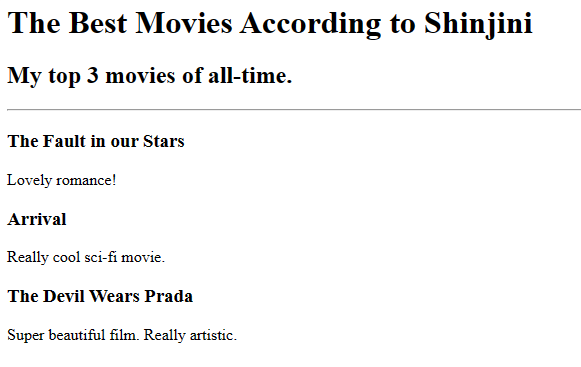 The Best Movies According to Shinjini
My top 3 movies of all-time.
The Fault in our Stars
Lovely romance!
Arrival
Really cool sci-fi movie.
The Devil Wears Prada
Super beautiful film. Really artistic.